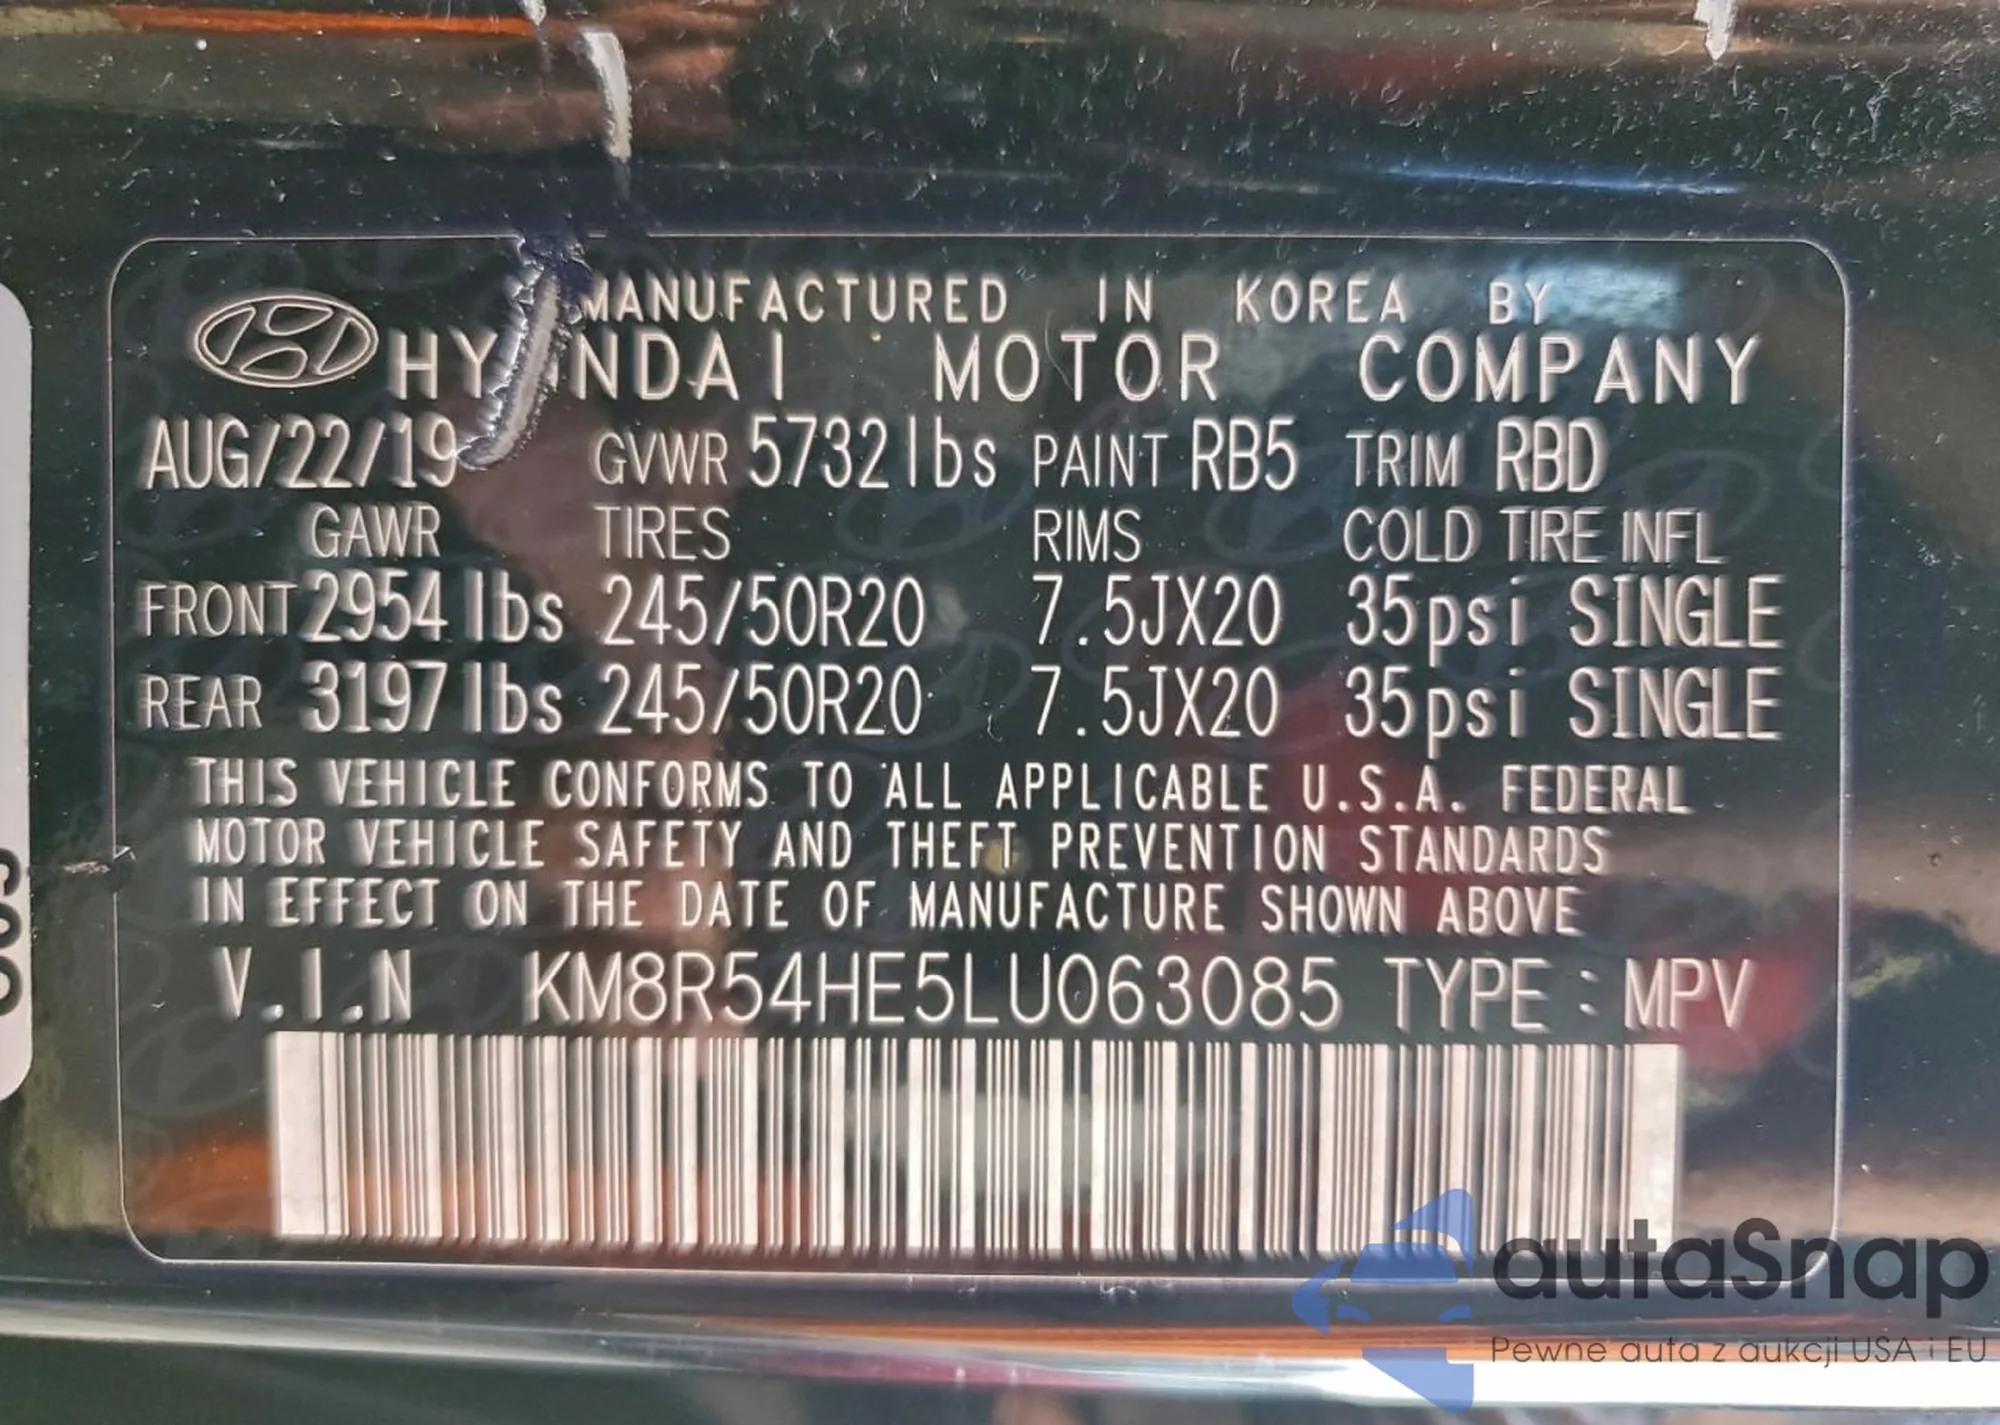 MANUFACTURED IN KOREA BY
HYUNDAI MOTOR COMPANY
AUG/22/19 GVWR 5732lbs PAINT RB5 TRIM RBD
GAWR TIRES RIMS COLD TIRE INFL
FRONT 2954 lbs 245/50R20 7.5JX20 35psi SINGLE
REAR 3197 lbs 245/50R20 7.5JX20 35psi SINGLE
THIS VEHICLE CONFORMS TO ALL APPLICABLE U.S.A. FEDERAL
MOTOR VEHICLE SAFETY AND THEFT PREVENTION STANDARDS
IN EFFECT ON THE DATE OF MANUFACTURE SHOWN ABOVE
V.I.N KM8R54HE5LU063085 TYPE : MPV
autaSnap
Pewne auta z aukcji USA i EU